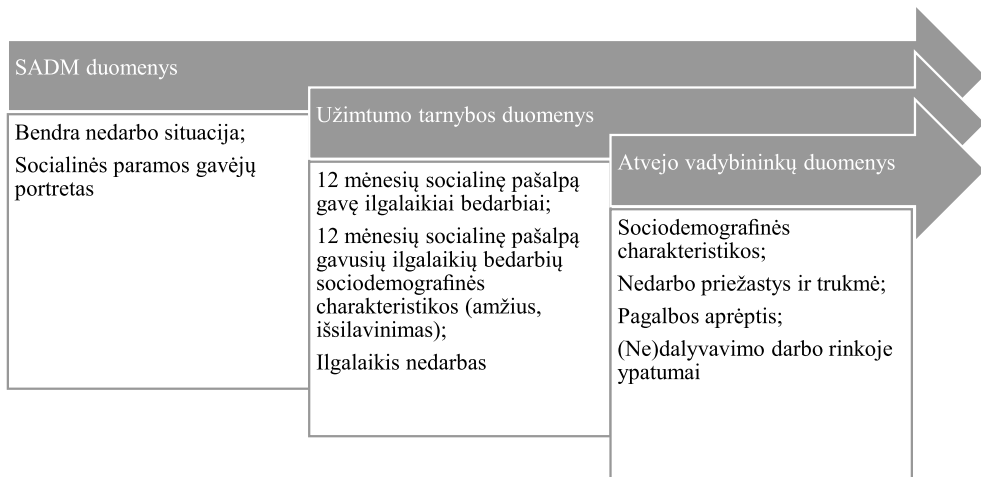 SADM duomenys
Bendra nedarbo situacija;
Socialinės paramos gavėjų
portretas
Užimtumo tarnybos duomenys
12 mėnesių socialinę pašalpą
gavę ilgalaikiai bedarbiai;
12 mėnesių socialinę pašalpą
gavusių ilgalaikių bedarbių
sociodemografinės
charakteristikos (amžius,
išsilavinimas);
Ilgalaikis nedarbas
Atvejo vadybininkų duomenys
Sociodemografinės
charakteristikos;
Nedarbo priežastys ir trukmė;
Pagalbos aprėptis;
(Ne)dalyvavimo darbo rinkoje
ypatumai